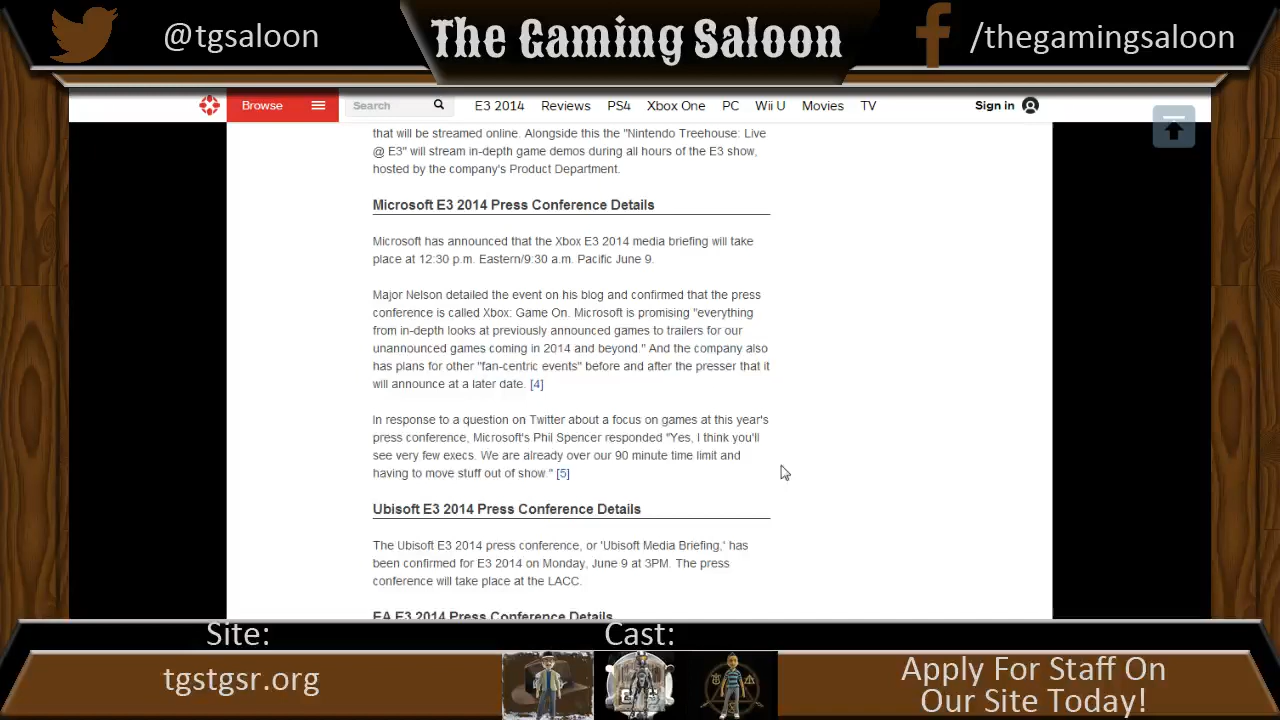 @tgsaloon
The Gaming Saloon
/thegamingsaloon
Browse
Search
E3 2014 Reviews PS4 Xbox One PC Wii U Movies TV
Sign in
that will be streamed online. Alongside this the "Nintendo Treehouse: Live
@ E3" will stream in-depth game demos during all hours of the E3 show,
hosted by the company's Product Department.
Microsoft E3 2014 Press Conference Details
Microsoft has announced that the Xbox E3 2014 media briefing will take
place at 12:30 p.m. Eastern/9:30 a.m. Pacific June 9.
Major Nelson detailed the event on his blog and confirmed that the press
conference is called Xbox: Game On. Microsoft is promising "everything
from in-depth looks at previously announced games to trailers for our
unannounced games coming in 2014 and beyond." And the company also
has plans for other "fan-centric events" before and after the presser that it
will announce at a later date. [4]
In response to a question on Twitter about a focus on games at this year's
press conference, Microsoft's Phil Spencer responded "Yes, I think you'll
see very few execs. We are already over our 90 minute time limit and
having to move stuff out of show." [5]
Ubisoft E3 2014 Press Conference Details
The Ubisoft E3 2014 press conference, or 'Ubisoft Media Briefing,' has
been confirmed for E3 2014 on Monday, June 9 at 3PM. The press
conference will take place at the LACC.
EA E3 2014 Press Conference Details
Site:
tgstgsr.org
Cast:
Apply For Staff On
Our Site Today!